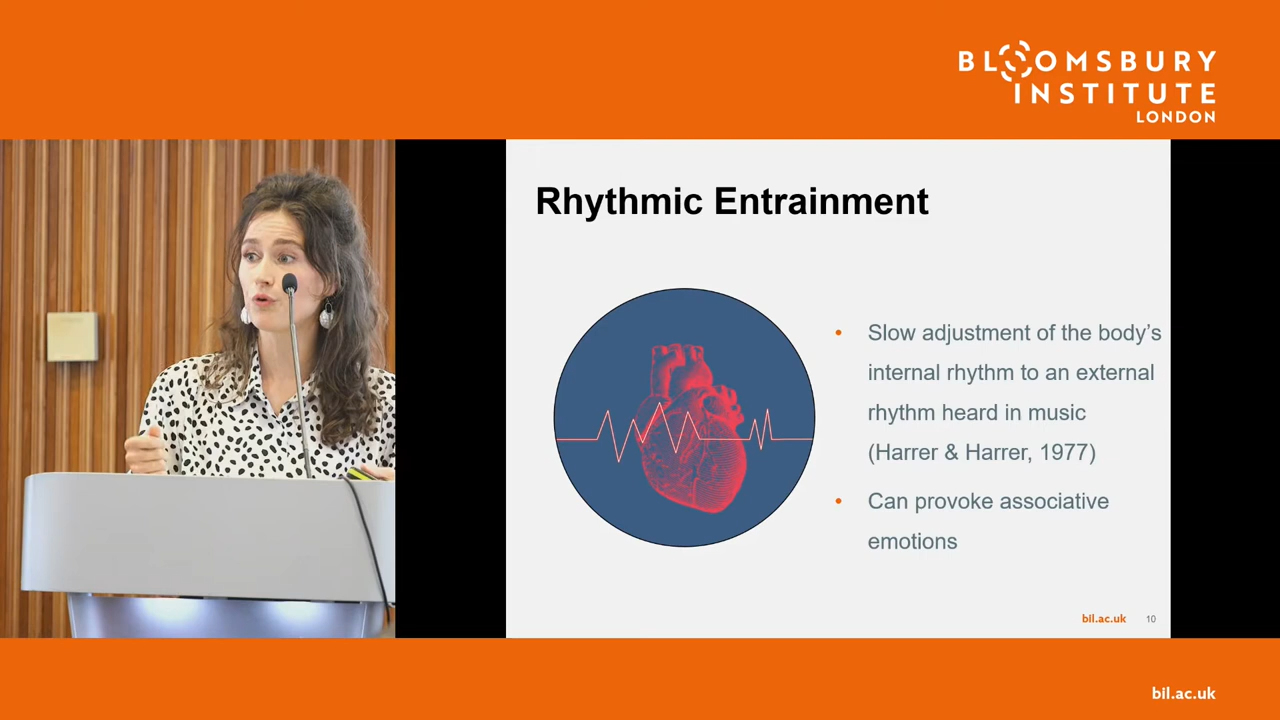 BLOOMSBURY
INSTITUTE
LONDON
Rhythmic Entrainment
• Slow adjustment of the body’s
internal rhythm to an external
rhythm heard in music
(Harrer & Harrer, 1977)
• Can provoke associative
emotions
bil.ac.uk 10
bil.ac.uk